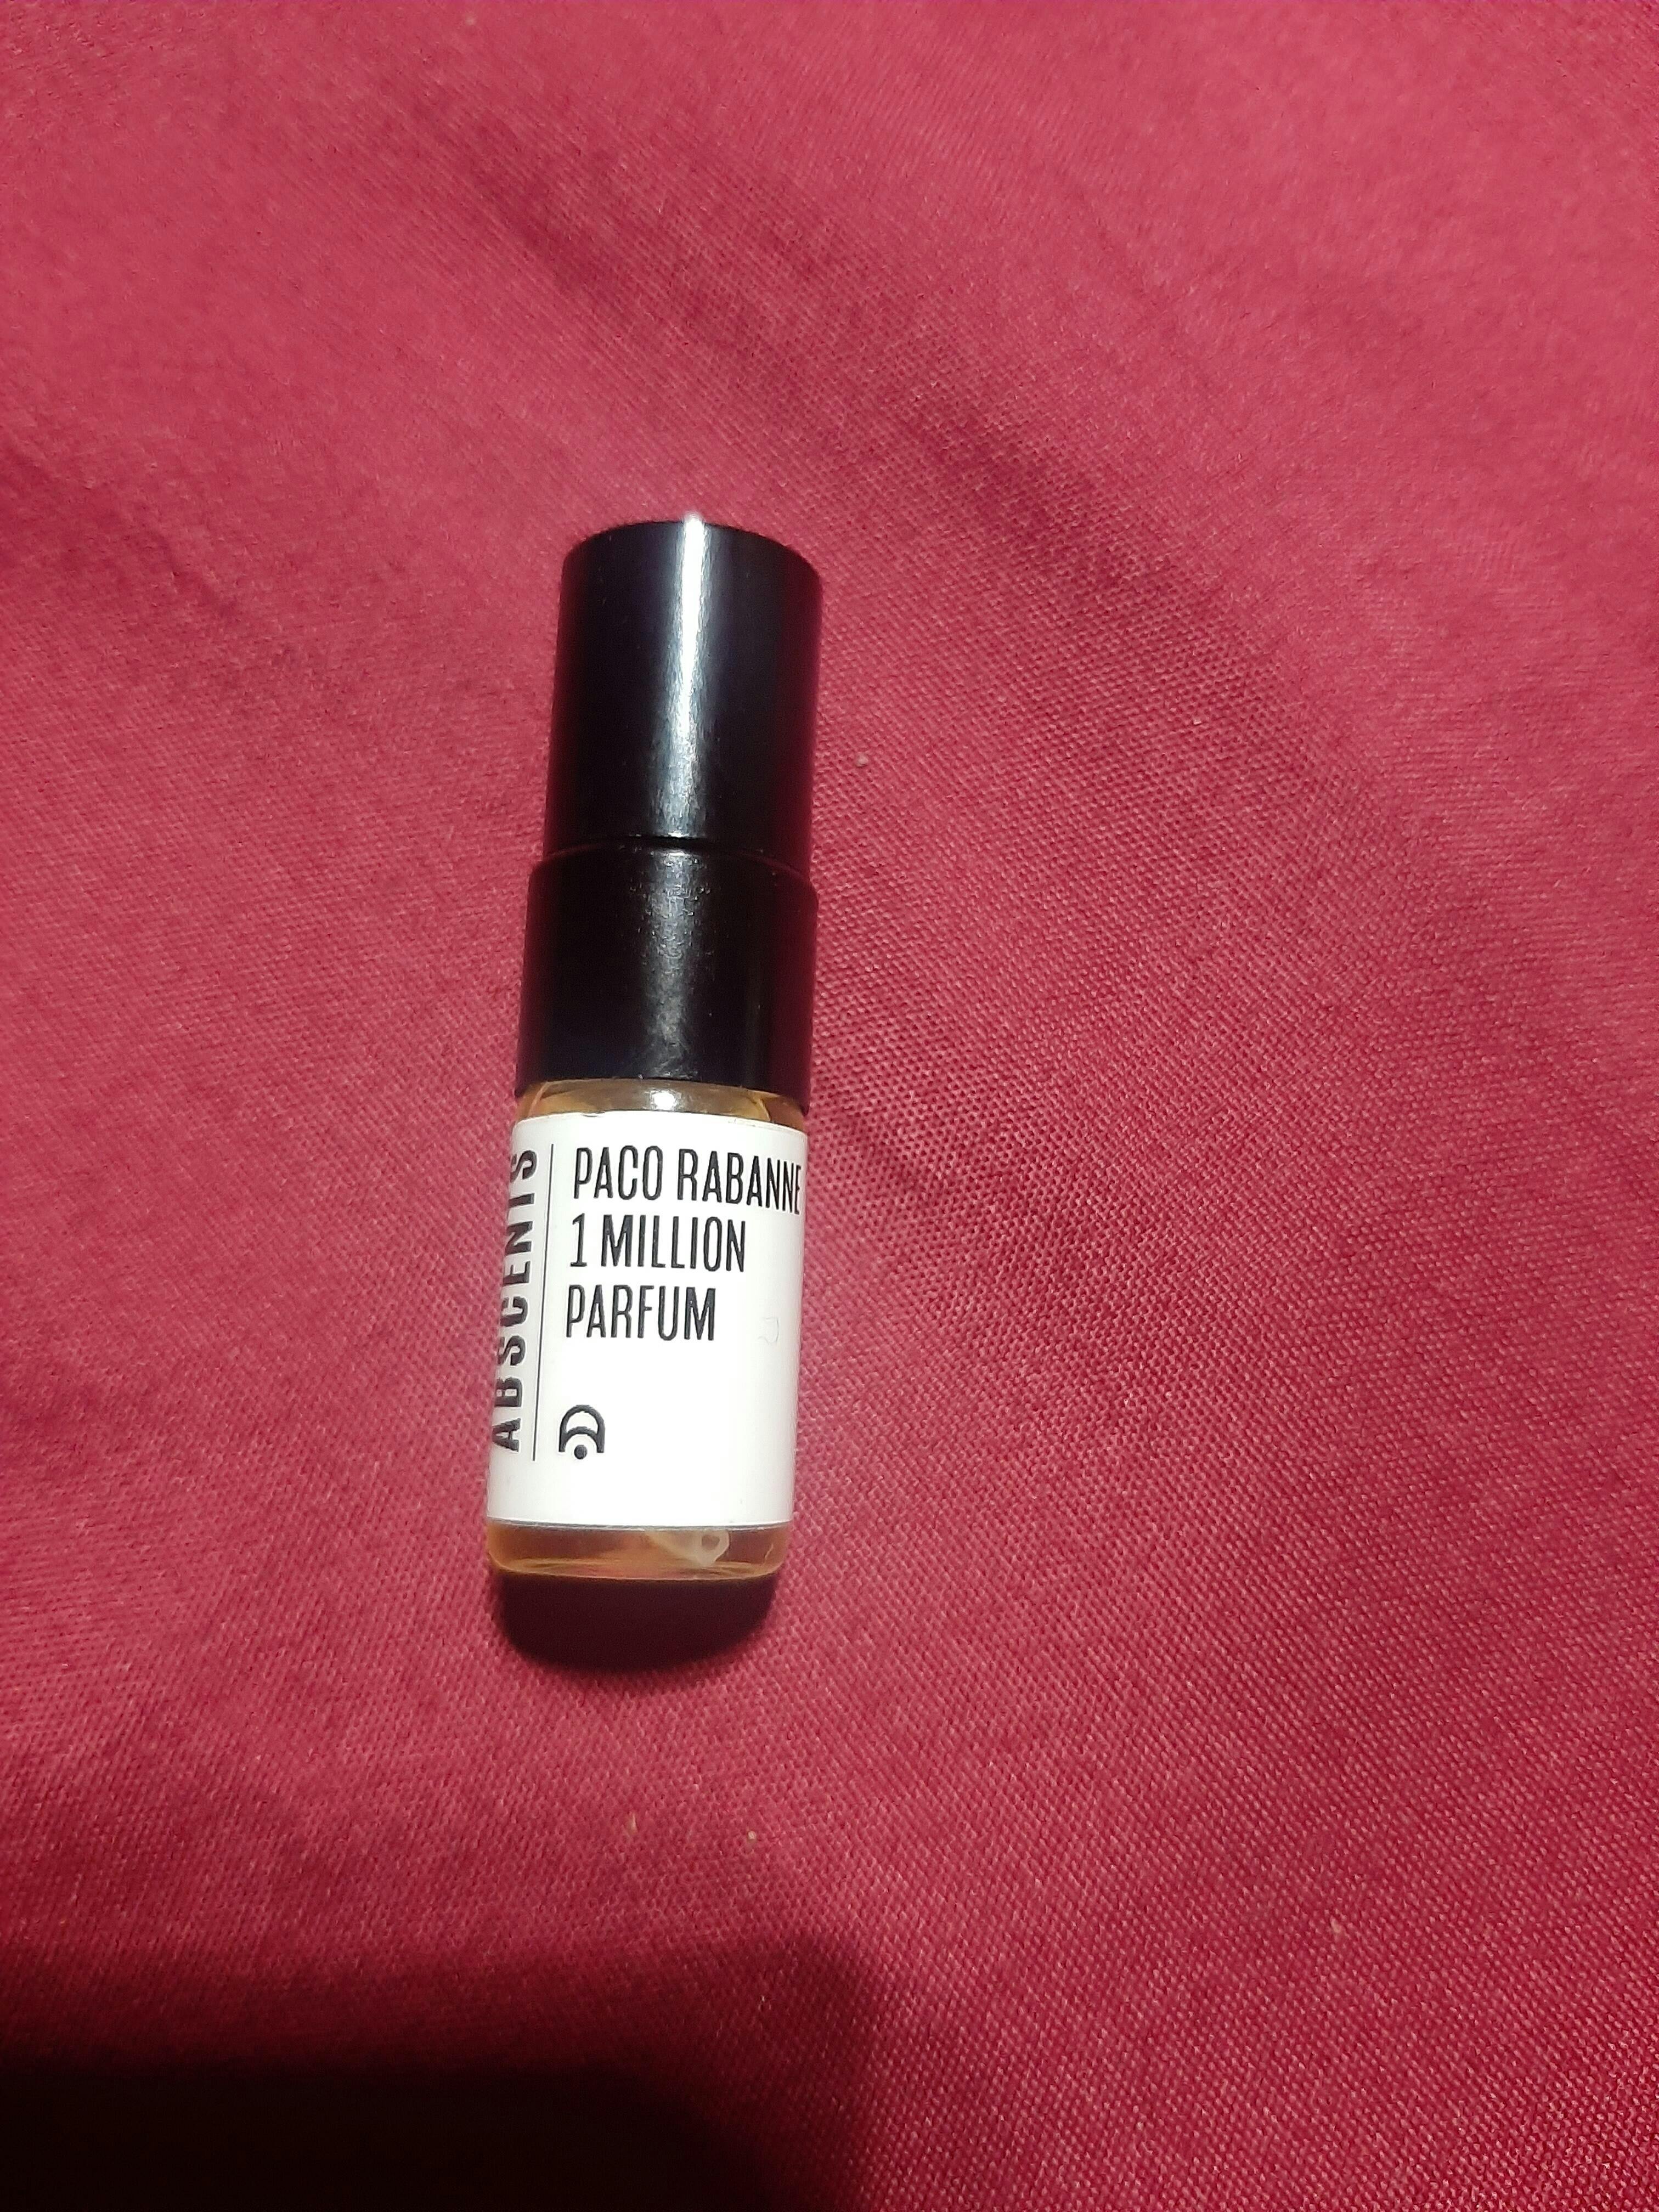 ABSCENTS
PACO RABANNE
1 MILLION
PARFUM